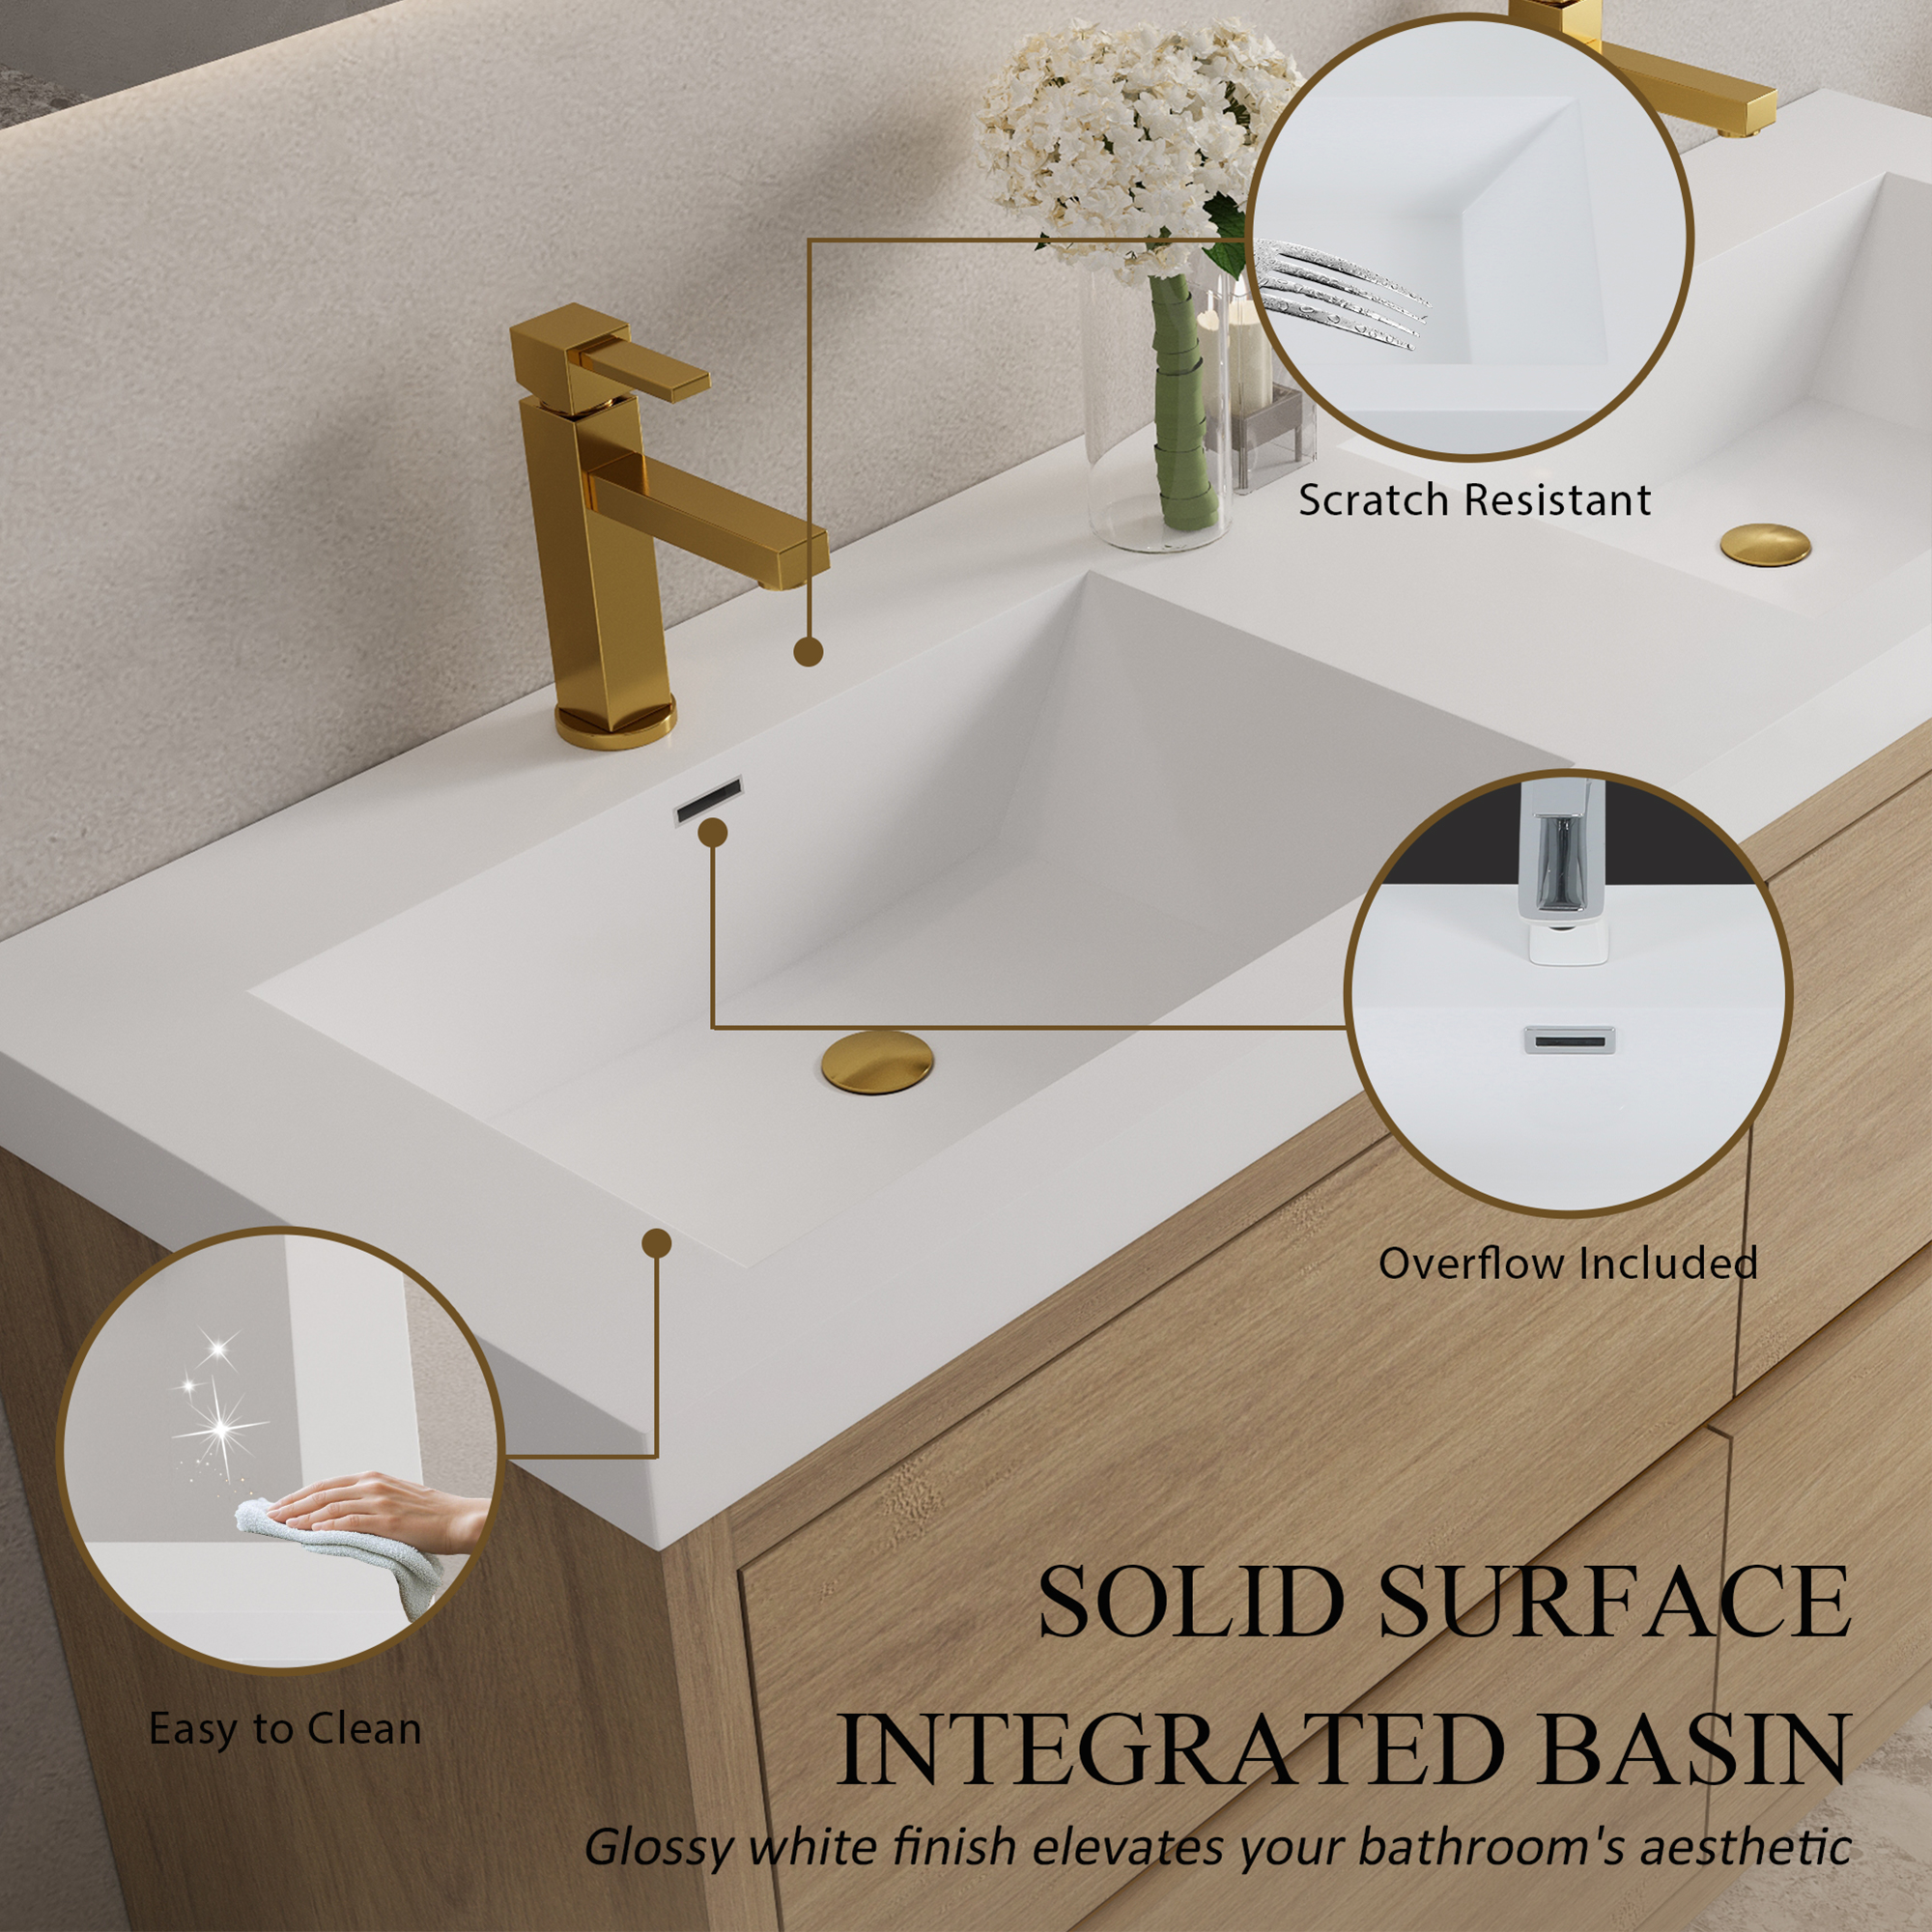 Scratch Resistant
Overflow Included
Easy to Clean
SOLID SURFACE
INTEGRATED BASIN
Glossy white finish elevates your bathroom's aesthetic